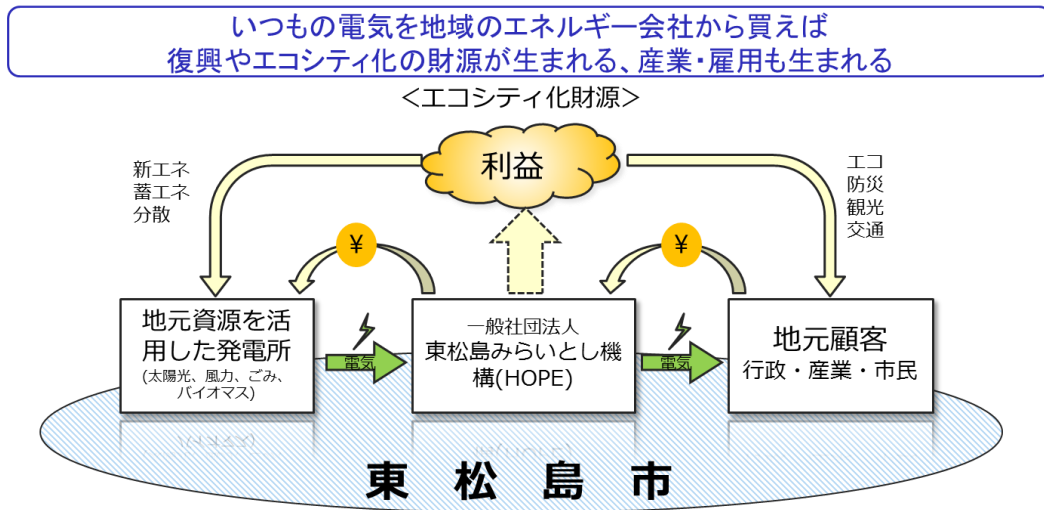 いつもの電気を地域のエネルギー会社から買えば
復興やエコシティ化の財源が生まれる、産業・雇用も生まれる
＜エコシティ化財源＞
利益
新エネ
蓄エネ
分散
エコ
防災
観光
交通
¥
¥
地元資源を活
用した発電所
(太陽光、風力、ごみ、
バイオマス)
電気
一般社団法人
東松島みらいとし機
構(HOPE)
電気
地元顧客
行政・産業・市民
東松島市